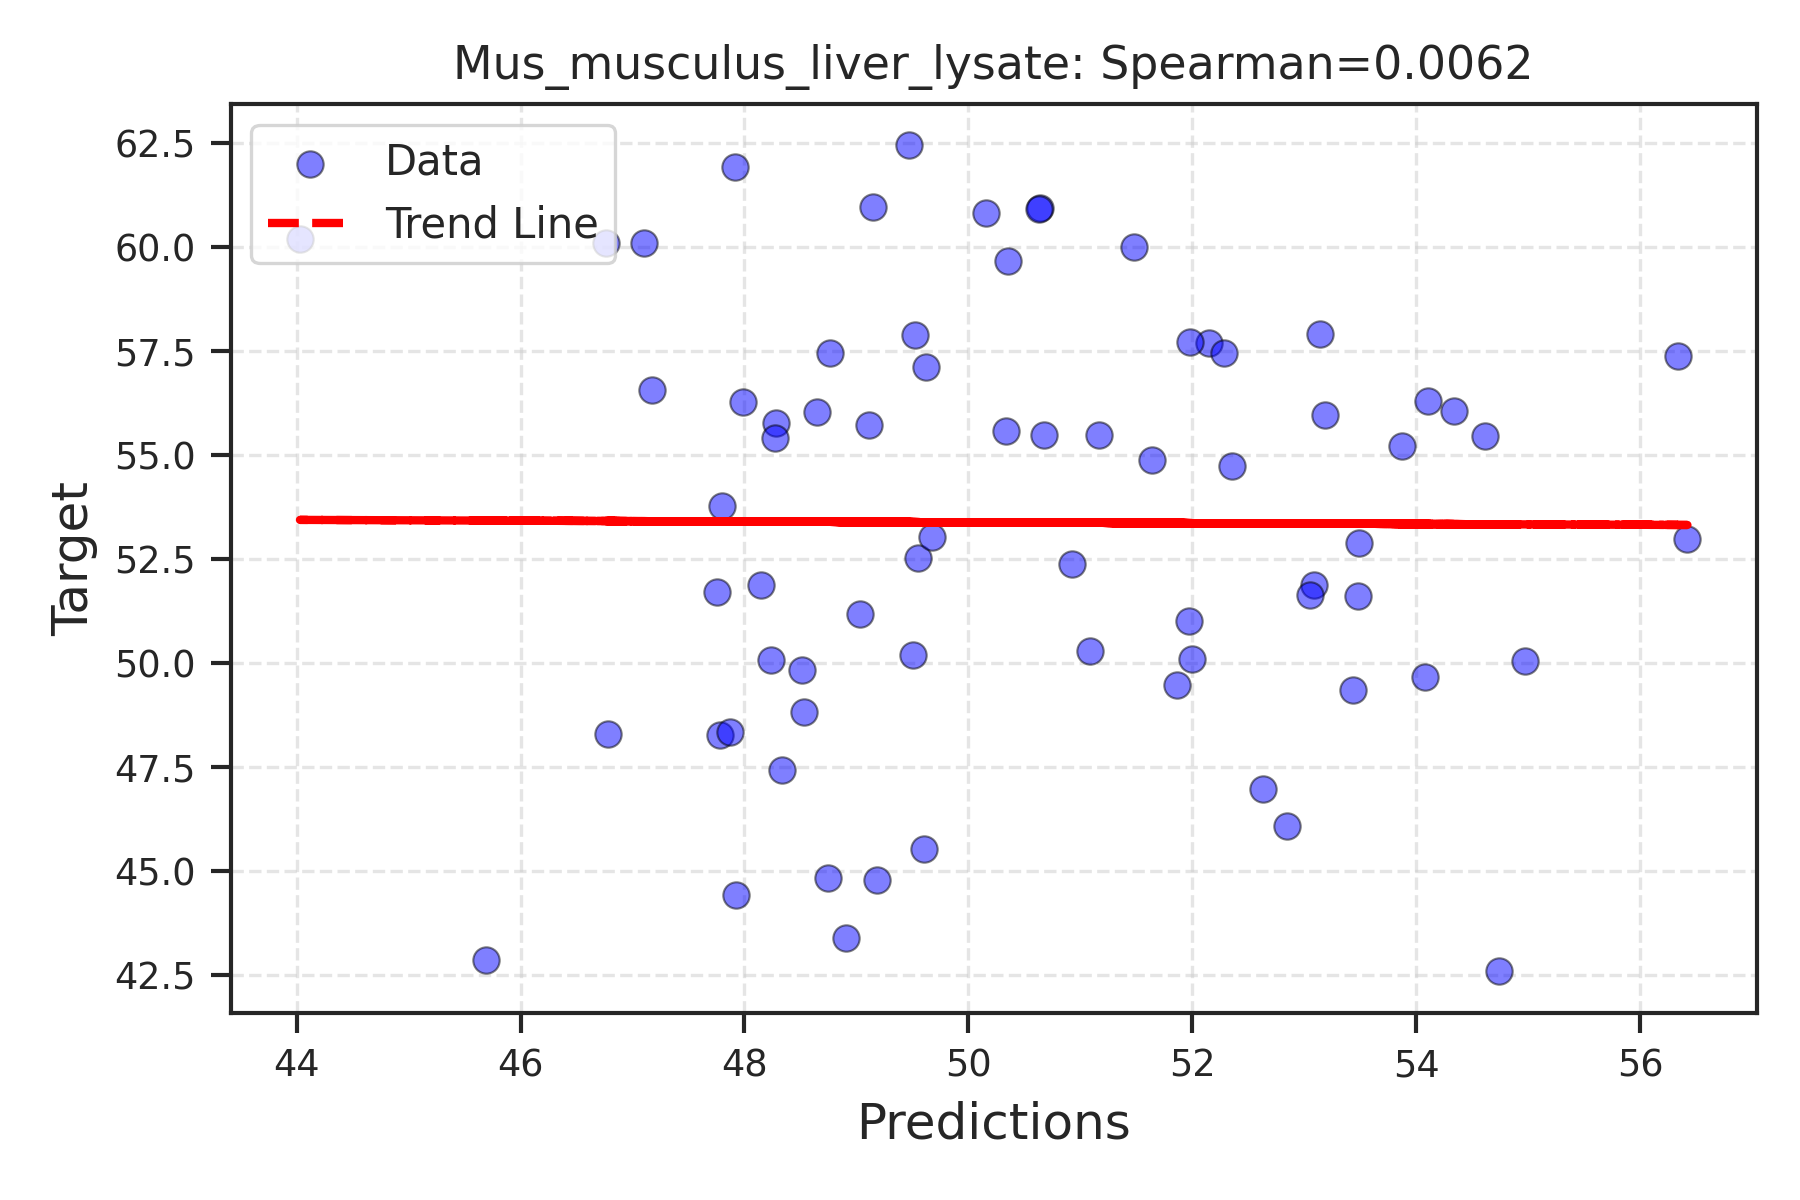 Mus_musculus_liver_lysate: Spearman=0.0062
Data
Trend Line
62.5
60.0
57.5
55.0
52.5
50.0
47.5
45.0
42.5
Target
44 46 48 50 52 54 56
Predictions